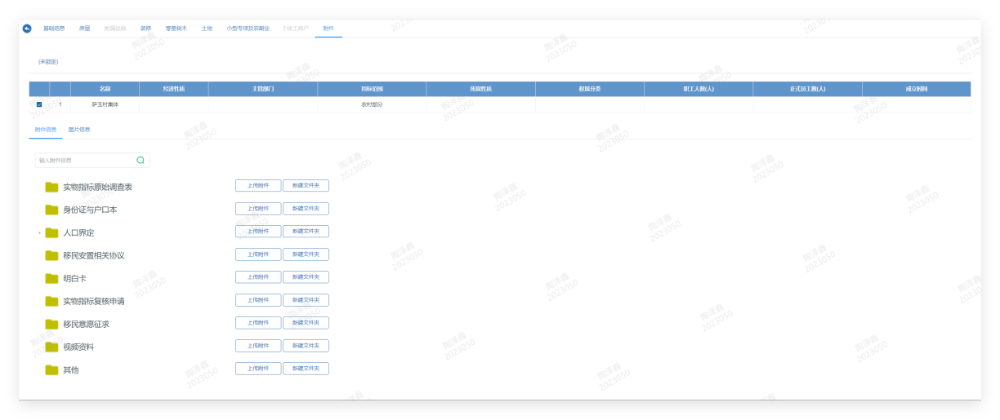 基础信息 房屋 附属设施 装修 零星树木 土地 小型专项及农副业 个体工商户 附件
(未锁定)
名称 经济性质 主管部门 指标范围 所属性质 权属分类 职工人数(人) 正式员工数(人) 成立时间
1 萨玉村集体 农村部分
附件信息 图片信息
输入附件信息
实物指标原始调查表 上传附件 新建文件夹
身份证与户口本 上传附件 新建文件夹
人口界定 上传附件 新建文件夹
移民安置相关协议 上传附件 新建文件夹
明白卡 上传附件 新建文件夹
实物指标复核申请 上传附件 新建文件夹
移民意愿征求 上传附件 新建文件夹
视频资料 上传附件 新建文件夹
其他 上传附件 新建文件夹
陶泽鑫
2023050